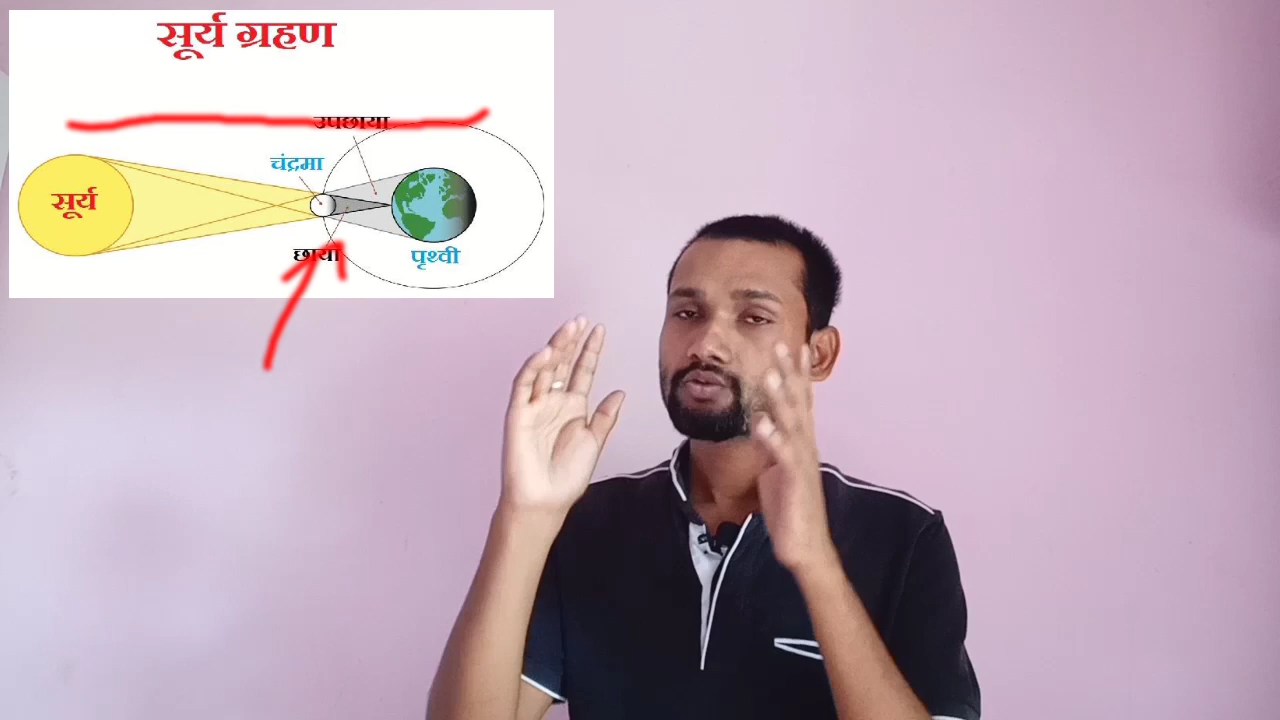 सूर्य ग्रहण
उपछाया
चंद्रमा
सूर्य
छाया
पृथ्वी